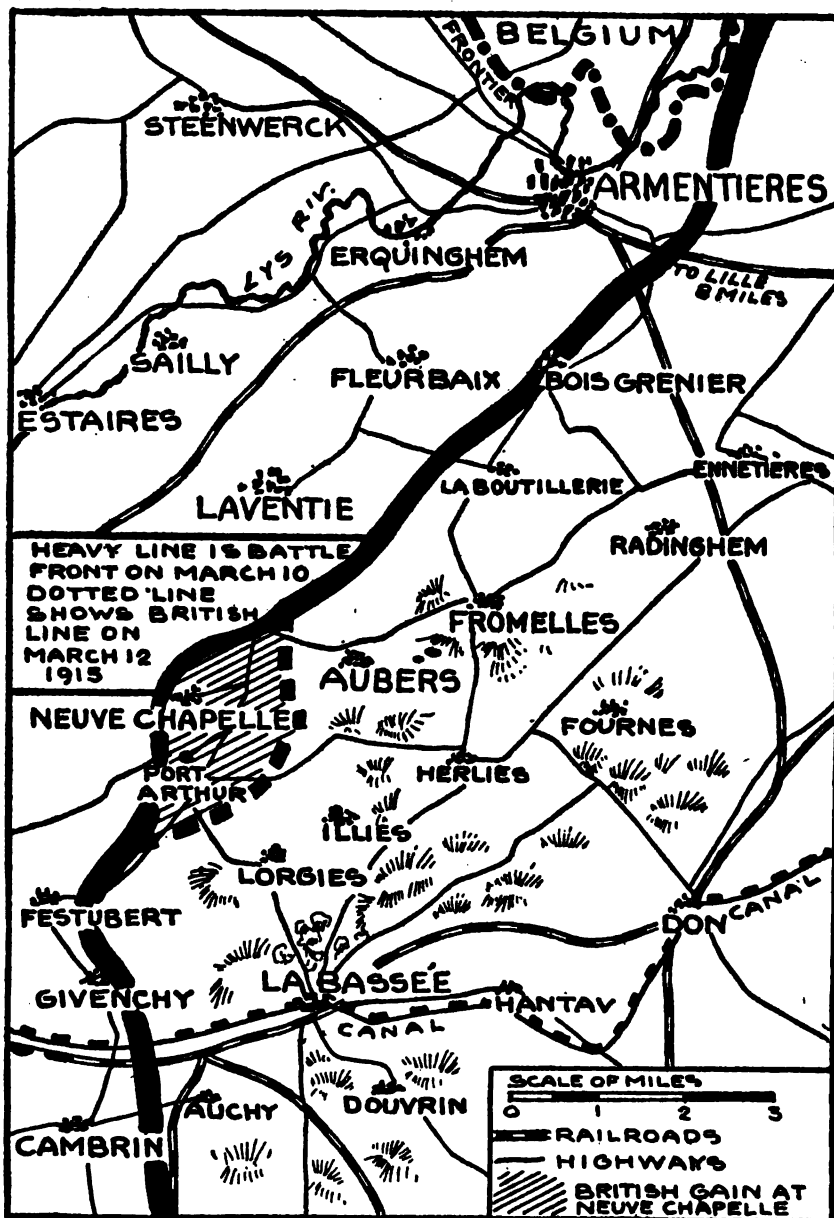 BELGIUM
FRONTIER
STEENWERCK
ARMENTIERES
LYS RIV.
ERQUINGHEM
TO LILLE
8 MILES
SAILLY
FLEURBAIX
BOIS GRENIER
ESTAIRES
LAVENTIE
LA BOUTILLERIE
ENNETIERES
RADINGHEM
HEAVY LINE IS BATTLE
FRONT ON MARCH 10
DOTTED LINE
SHOWS BRITISH
LINE ON
MARCH 12
1915
FROMELLES
AUBERS
NEUVE CHAPELLE
FOURNES
PORT
ARTHUR
HERLIES
ILLIES
LORGIES
FESTUBERT
DON
CANAL
GIVENCHY
LA BASSÉE
HANTAV
CANAL
AUCHY
DOUVRIN
CAMBRIN
SCALE OF MILES
0 1 2 3
RAILROADS
HIGHWAYS
BRITISH GAIN AT
NEUVE CHAPELLE